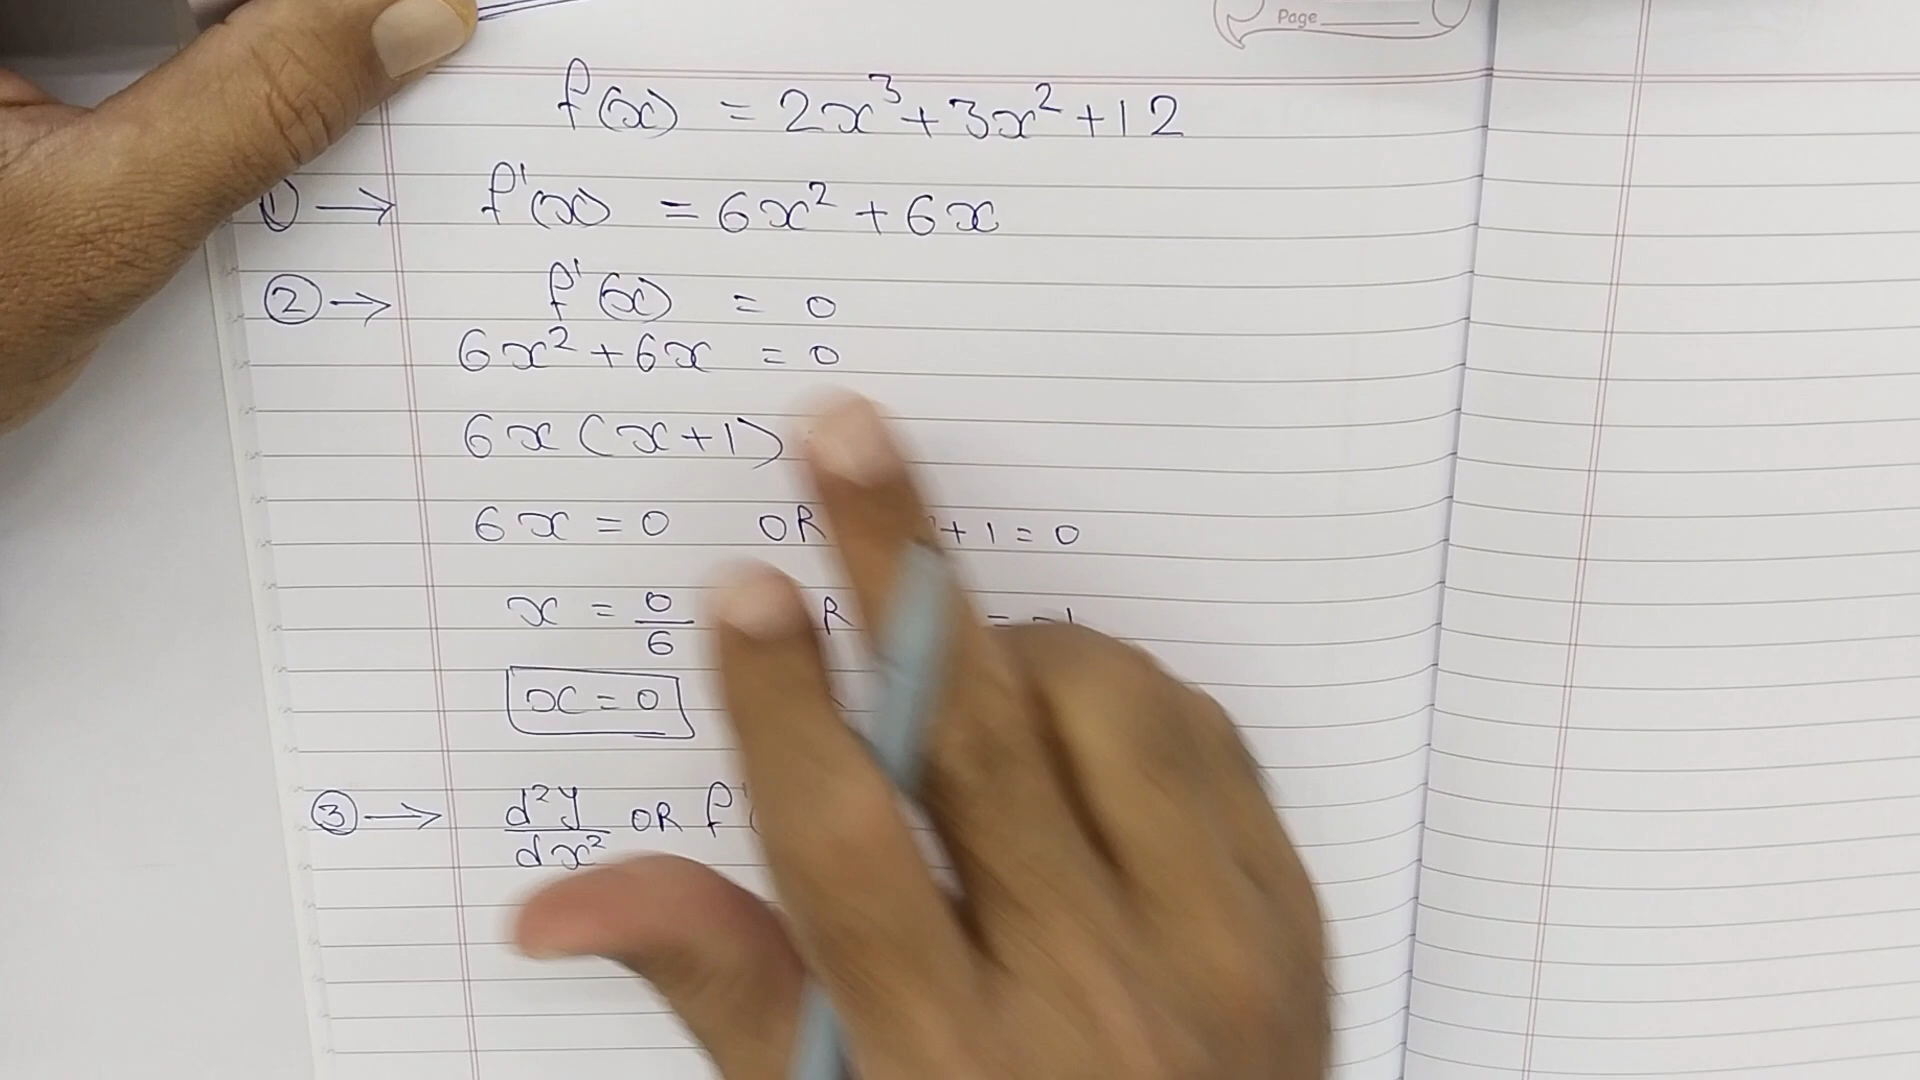 Page
f(x) = 2x³ + 3x² + 12
① → f'(x) = 6x² + 6x
② → f'(x) = 0
6x² + 6x = 0
6x (x + 1)
6x = 0 OR + 1 = 0
x = 0/6 R = -1
x = 0
③ → d²y/dx² OR f'